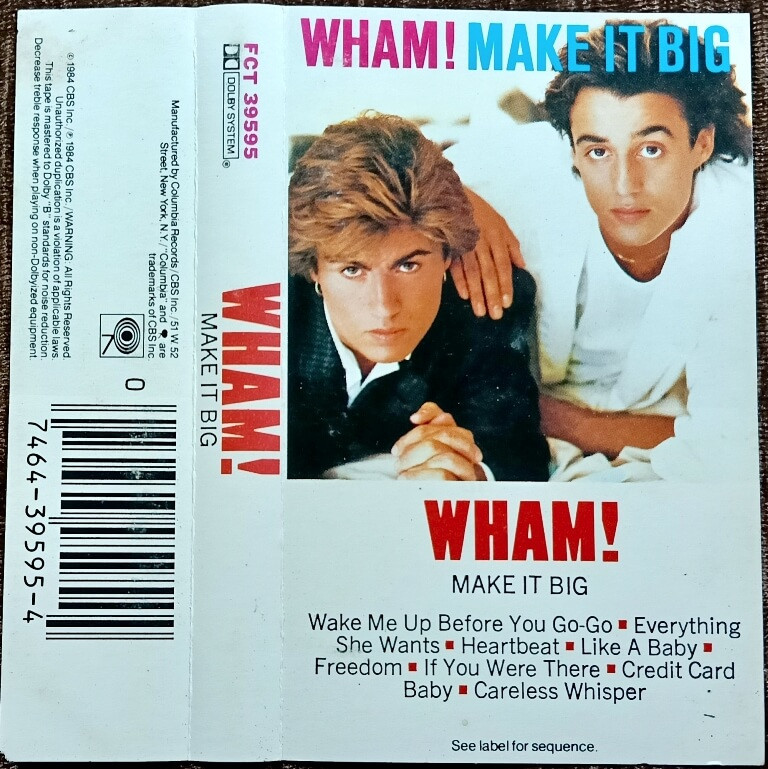 WHAM! MAKE IT BIG
WHAM!
MAKE IT BIG
Wake Me Up Before You Go-Go ▪ Everything
She Wants ▪ Heartbeat ▪ Like A Baby ▪
Freedom ▪ If You Were There ▪ Credit Card
Baby ▪ Careless Whisper
See label for sequence.
FCT 39595
DOLBY SYSTEM ®
WHAM!
MAKE IT BIG
Manufactured by Columbia Records / CBS Inc. / 51 W 52
Street, New York, N.Y. / "Columbia" and are
trademarks of CBS Inc.
© 1984 CBS Inc. / ℗ 1984 CBS Inc. / WARNING: All Rights Reserved.
Unauthorized duplication is a violation of applicable laws.
This tape is mastered to Dolby "B" standards for noise reduction.
Decrease treble response when playing on non-Dolbyized equipment.
0
7464-39595-4